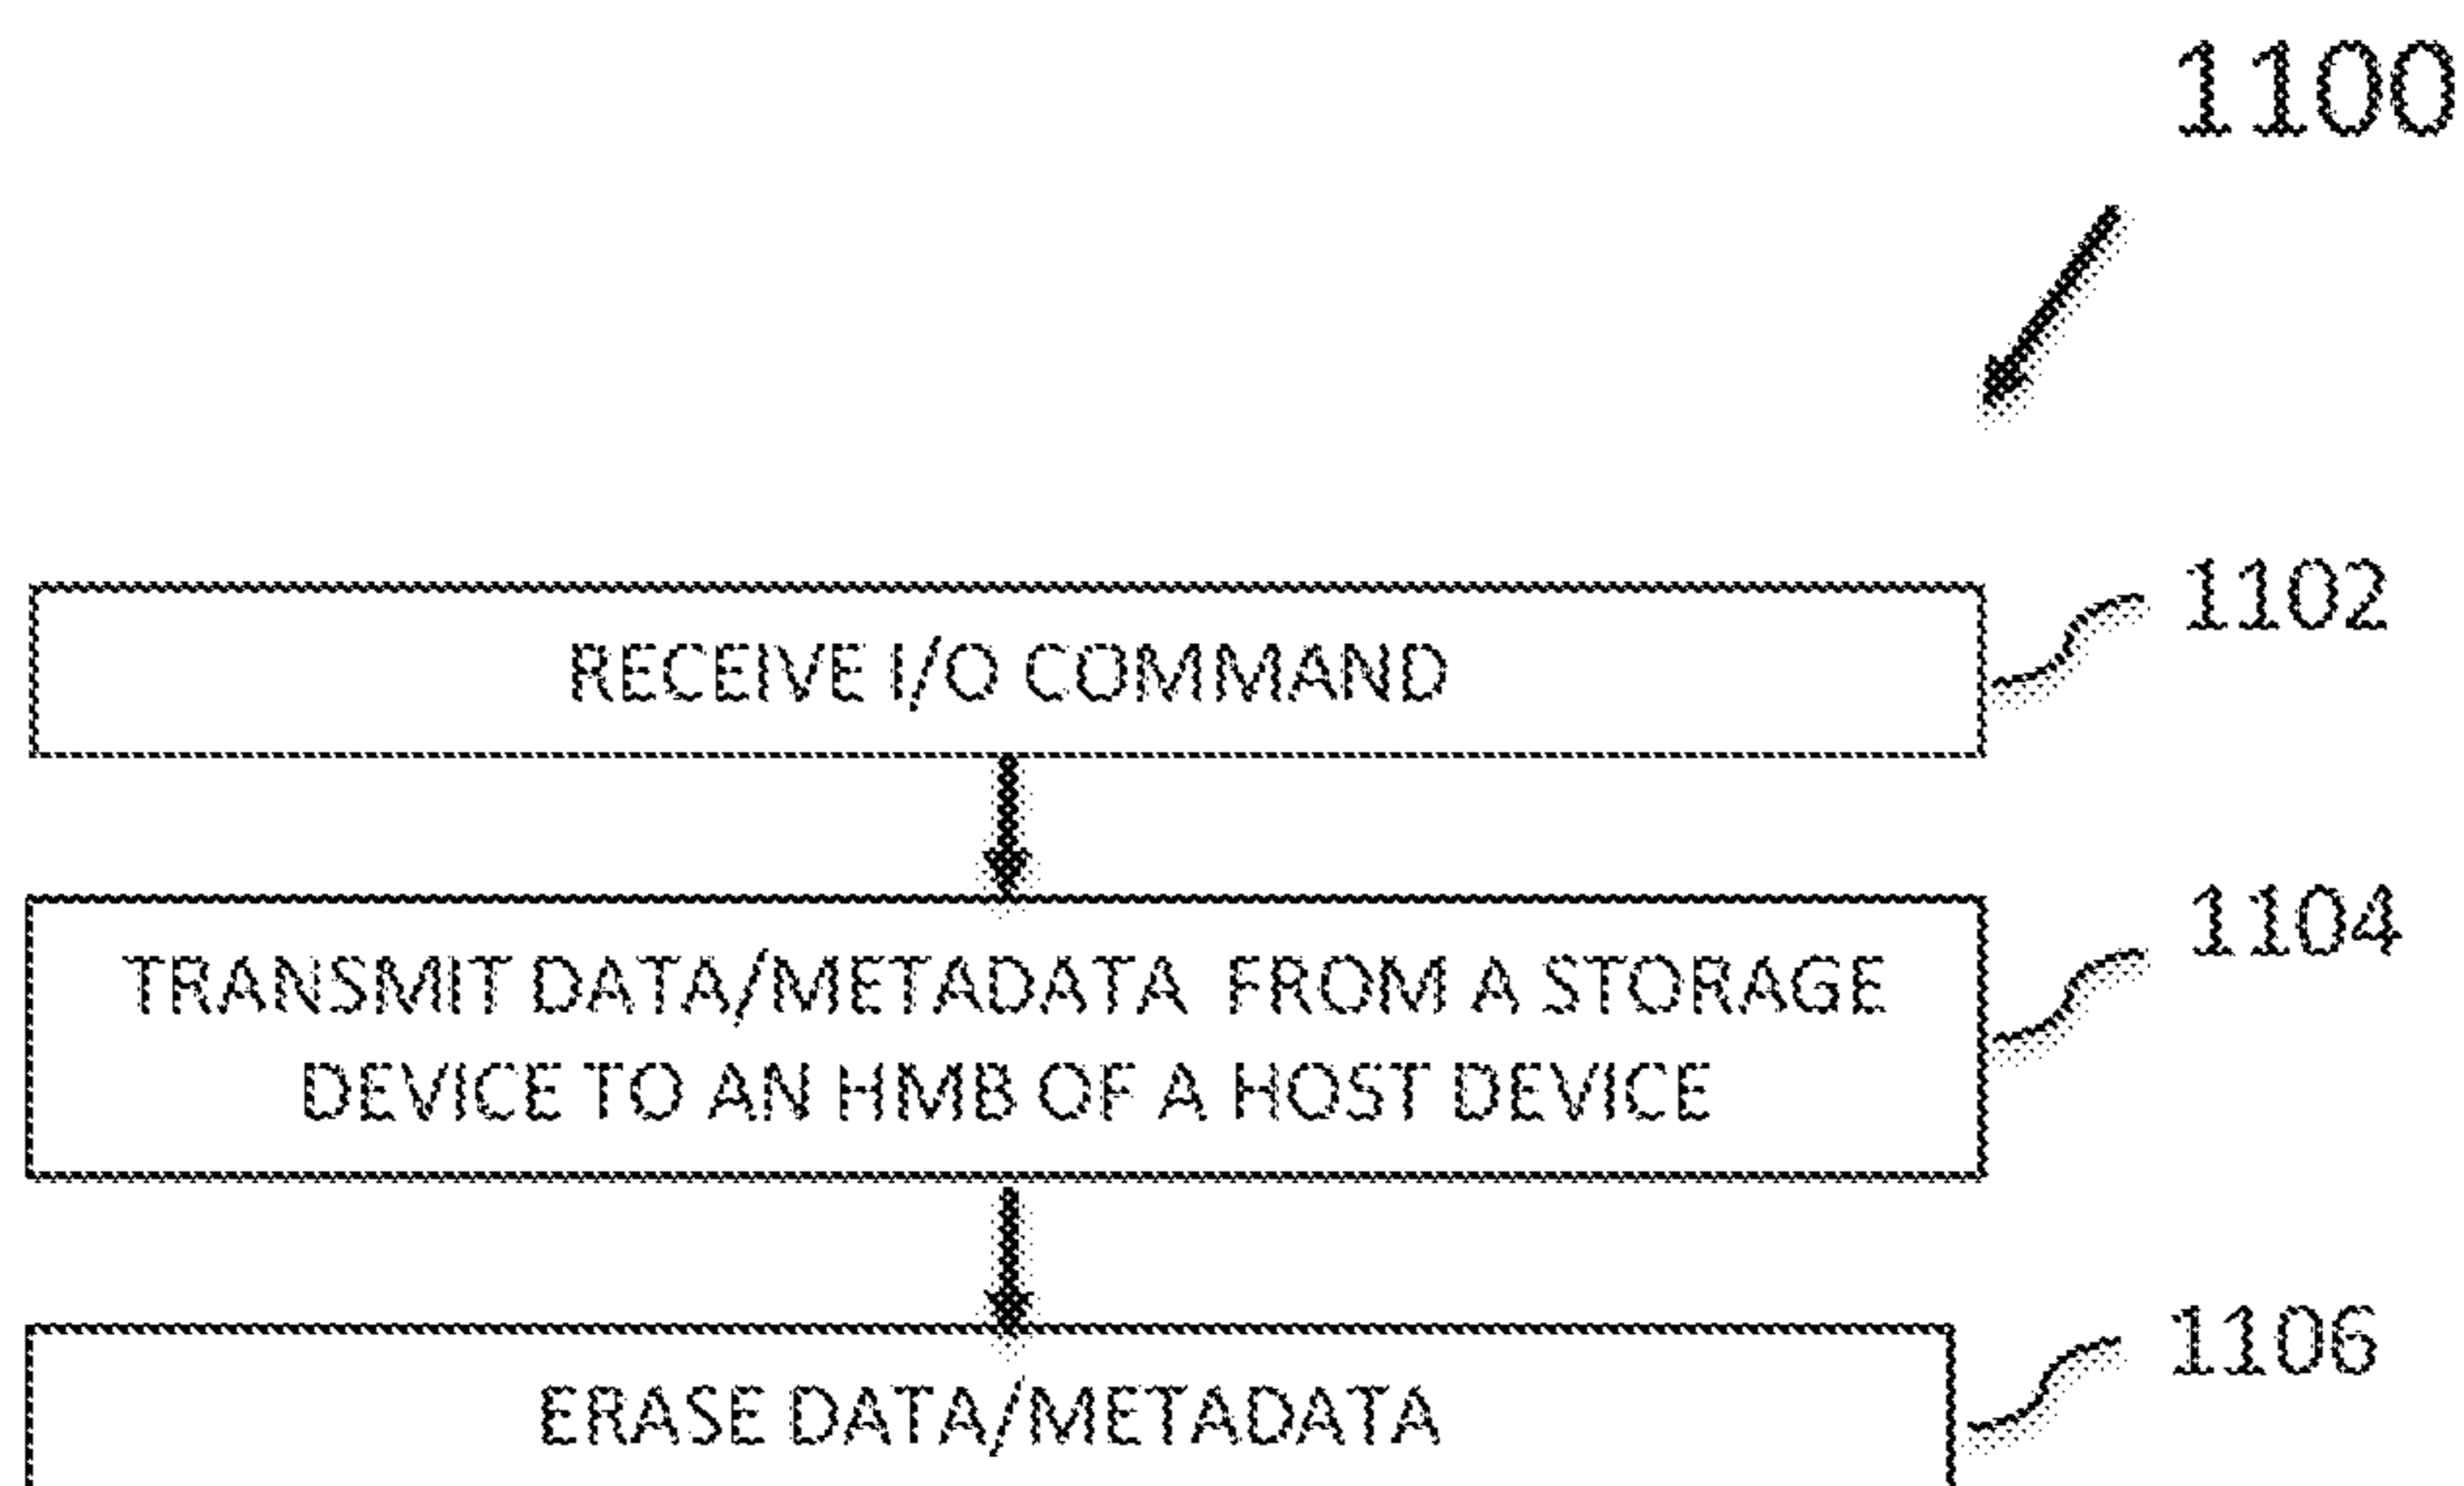 1100
RECEIVE I/O COMMAND
1102
TRANSMIT DATA/METADATA FROM A STORAGE
DEVICE TO AN HMB OF A HOST DEVICE
1104
ERASE DATA/METADATA
1106